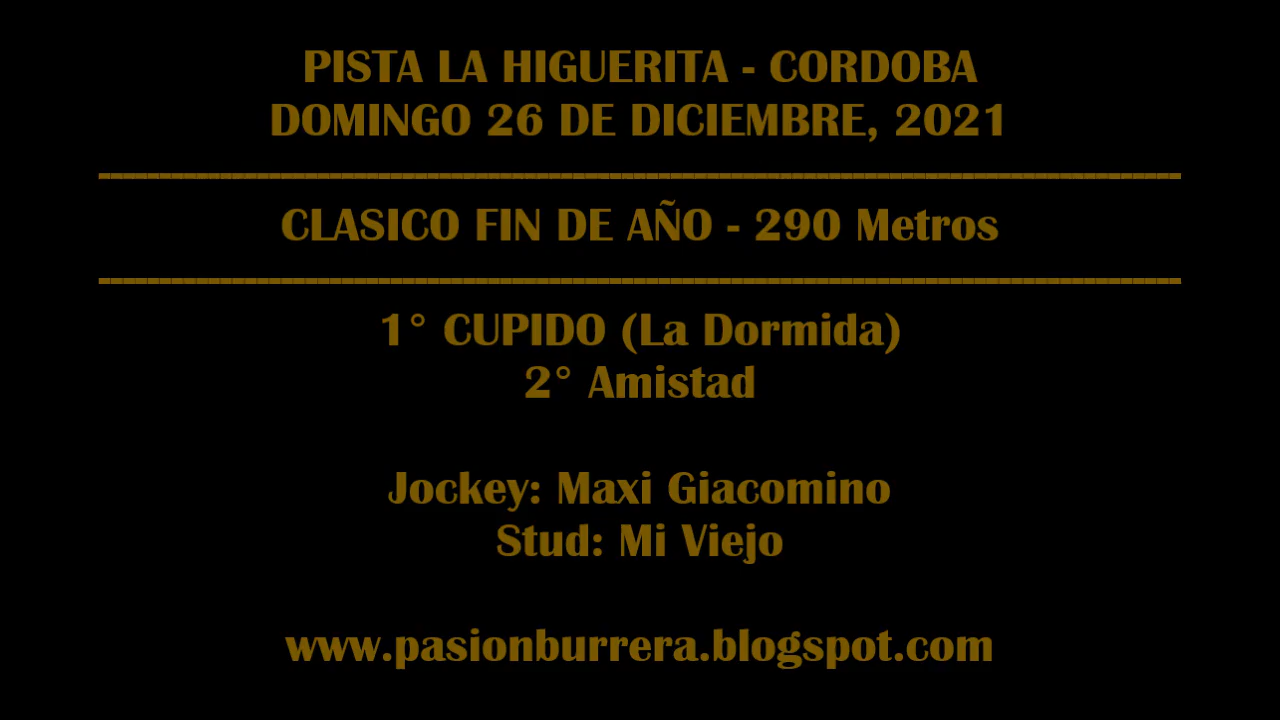 PISTA LA HIGUERITA - CORDOBA
DOMINGO 26 DE DICIEMBRE, 2021
CLASICO FIN DE AÑO - 290 Metros
1° CUPIDO (La Dormida)
2° Amistad
Jockey: Maxi Giacomino
Stud: Mi Viejo
www.pasionburrera.blogspot.com